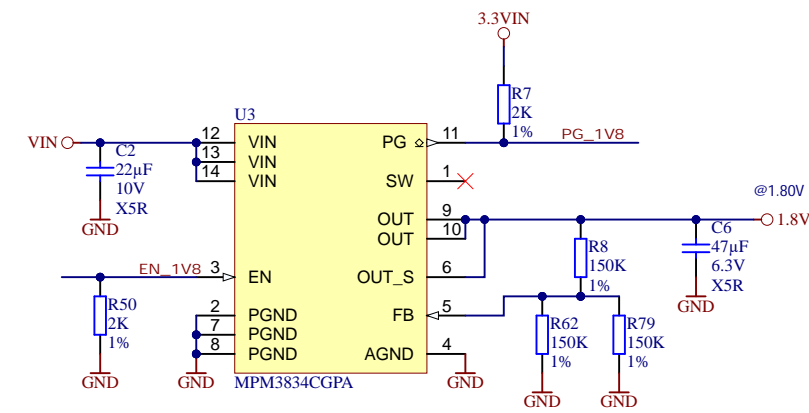 3.3VIN
R7
2K
1%
U3
VIN
12
VIN
PG
11
PG_1V8
C2
22µF
10V
X5R
GND
13
VIN
14
VIN
SW
1
@1.80V
OUT
9
OUT
10
1.8V
C6
47µF
6.3V
X5R
GND
R8
150K
1%
EN_1V8
3
EN
OUT_S
6
R50
2K
1%
GND
2
PGND
7
PGND
8
PGND
FB
5
R62
150K
1%
R79
150K
1%
AGND
4
GND
MPM3834CGPA
GND
GND
GND